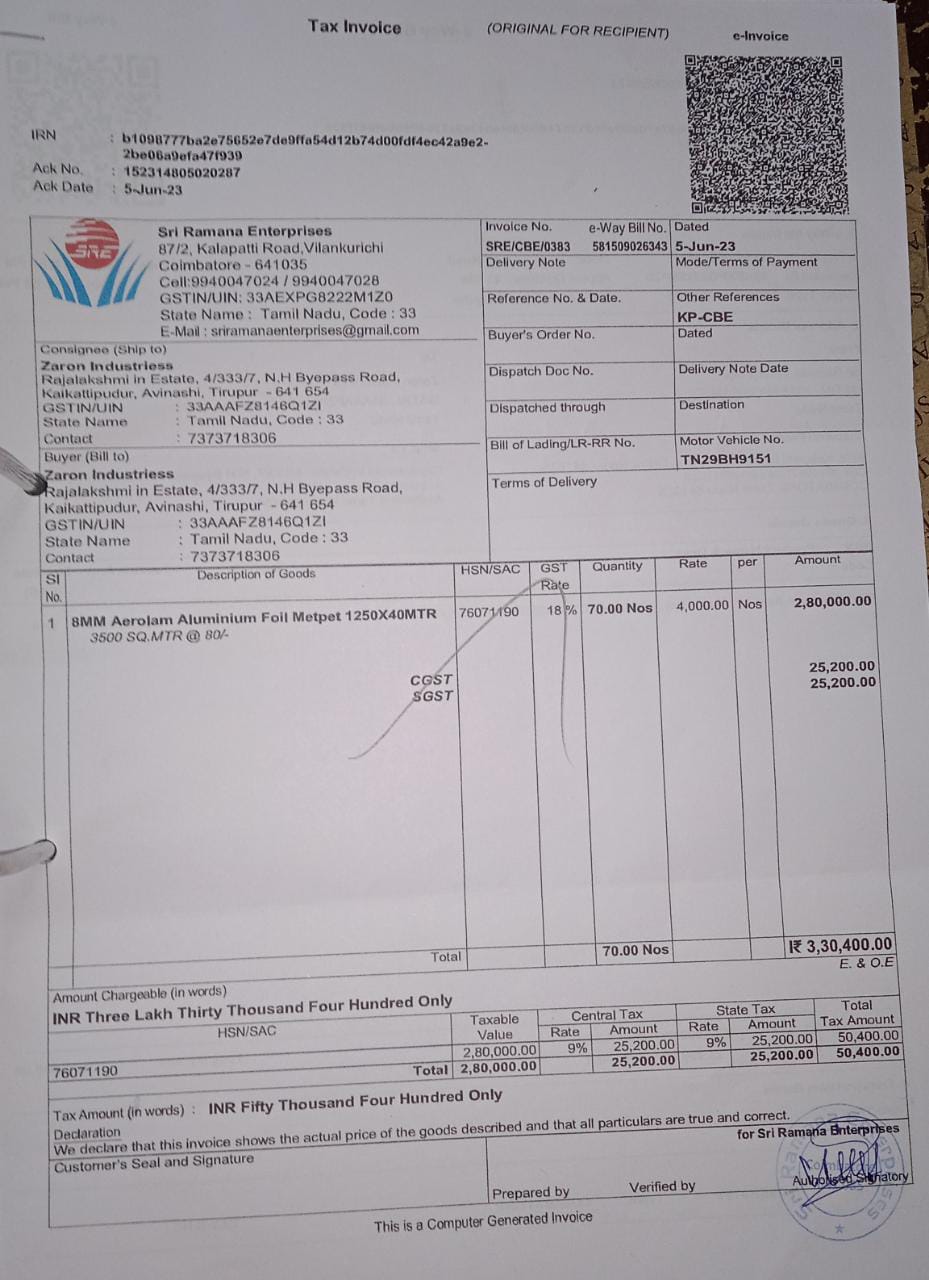 Tax Invoice
(ORIGINAL FOR RECIPIENT)
e-Invoice
IRN : b1098777ba2e75652e7de9ffa54d12b74d00fdf4ec42a9e2-
2be06a9efa47f939
Ack No. : 152314805020287
Ack Date : 5-Jun-23
SRE
Sri Ramana Enterprises
87/2, Kalapatti Road,Vilankurichi
Coimbatore - 641035
Cell:9940047024 / 9940047028
GSTIN/UIN: 33AEXPG8222M1Z0
State Name : Tamil Nadu, Code : 33
E-Mail : sriramanaenterprises@gmail.com
Invoice No. e-Way Bill No. Dated
SRE/CBE/0383 581509026343 5-Jun-23
Delivery Note Mode/Terms of Payment
Reference No. & Date. Other References
KP-CBE
Buyer's Order No. Dated
Dispatch Doc No. Delivery Note Date
Dispatched through Destination
Bill of Lading/LR-RR No. Motor Vehicle No.
TN29BH9151
Terms of Delivery
Consignee (Ship to)
Zaron Industriess
Rajalakshmi in Estate, 4/333/7, N.H Byepass Road,
Kaikattipudur, Avinashi, Tirupur - 641 654
GSTIN/UIN : 33AAAFZ8146Q1ZI
State Name : Tamil Nadu, Code : 33
Contact : 7373718306
Buyer (Bill to)
Zaron Industriess
Rajalakshmi in Estate, 4/333/7, N.H Byepass Road,
Kaikattipudur, Avinashi, Tirupur - 641 654
GSTIN/UIN : 33AAAFZ8146Q1ZI
State Name : Tamil Nadu, Code : 33
Contact : 7373718306
SI No. Description of Goods HSN/SAC GST Rate Quantity Rate per Amount
1 8MM Aerolam Aluminium Foil Metpet 1250X40MTR 76071190 18 % 70.00 Nos 4,000.00 Nos 2,80,000.00
3500 SQ.MTR @ 80/-
CGST 25,200.00
SGST 25,200.00
Total 70.00 Nos I₹ 3,30,400.00
E. & O.E
Amount Chargeable (in words)
INR Three Lakh Thirty Thousand Four Hundred Only
HSN/SAC Taxable Value Central Tax State Tax Total Tax Amount
Rate Amount Rate Amount
76071190 2,80,000.00 9% 25,200.00 9% 25,200.00 50,400.00
Total 2,80,000.00 25,200.00 25,200.00 50,400.00
Tax Amount (in words) : INR Fifty Thousand Four Hundred Only
Declaration
We declare that this invoice shows the actual price of the goods described and that all particulars are true and correct.
Customer's Seal and Signature
for Sri Ramana Enterprises
Prepared by Verified by Authorised Signatory
This is a Computer Generated Invoice